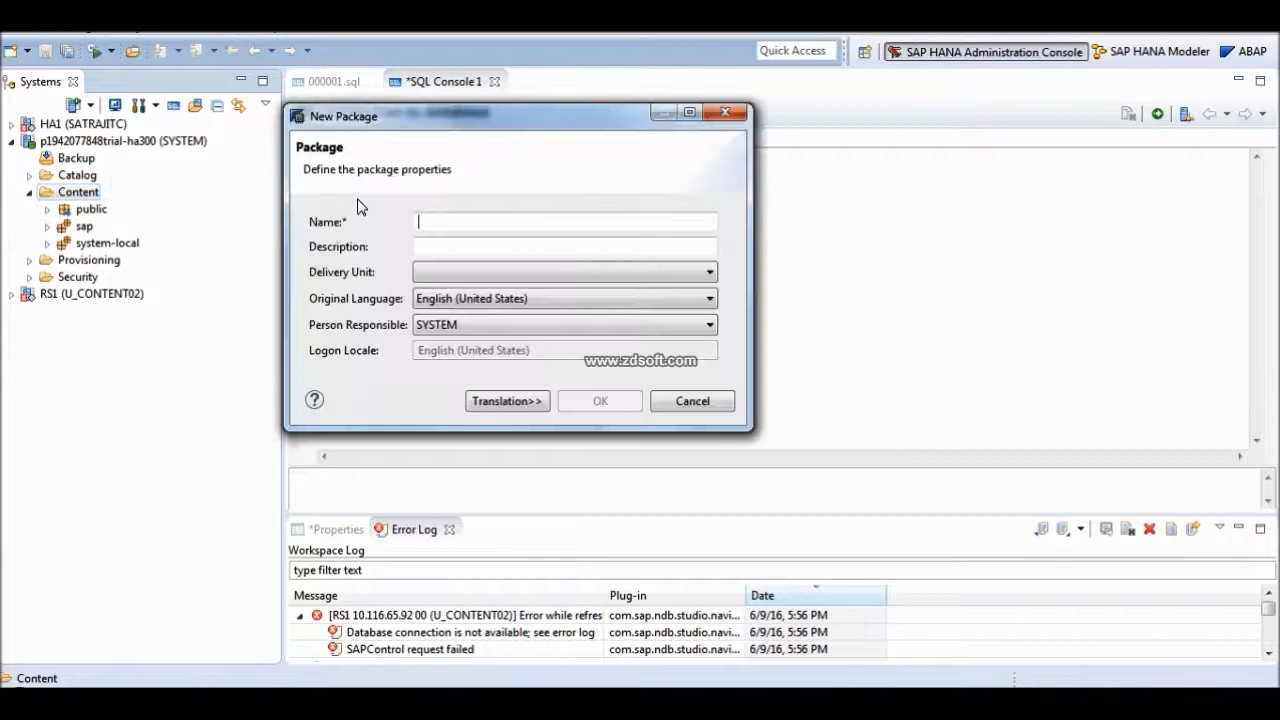 Quick Access
SAP HANA Administration Console
SAP HANA Modeler
ABAP
Systems
000001.sql
*SQL Console 1
HA1 (SATRAJITC)
p1942077848trial-ha300 (SYSTEM)
Backup
Catalog
Content
public
sap
system-local
Provisioning
Security
RS1 (U_CONTENT02)
New Package
Package
Define the package properties
Name:*
Description:
Delivery Unit:
Original Language: English (United States)
Person Responsible: SYSTEM
Logon Locale: English (United States)
www.zdsoft.com
Translation>>
OK
Cancel
*Properties
Error Log
Workspace Log
type filter text
Message Plug-in Date
[RS1 10.116.65.92 00 (U_CONTENT02)] Error while refres com.sap.ndb.studio.navi... 6/9/16, 5:56 PM
Database connection is not available; see error log com.sap.ndb.studio.navi... 6/9/16, 5:56 PM
SAPControl request failed com.sap.ndb.studio.navi... 6/9/16, 5:56 PM
Content